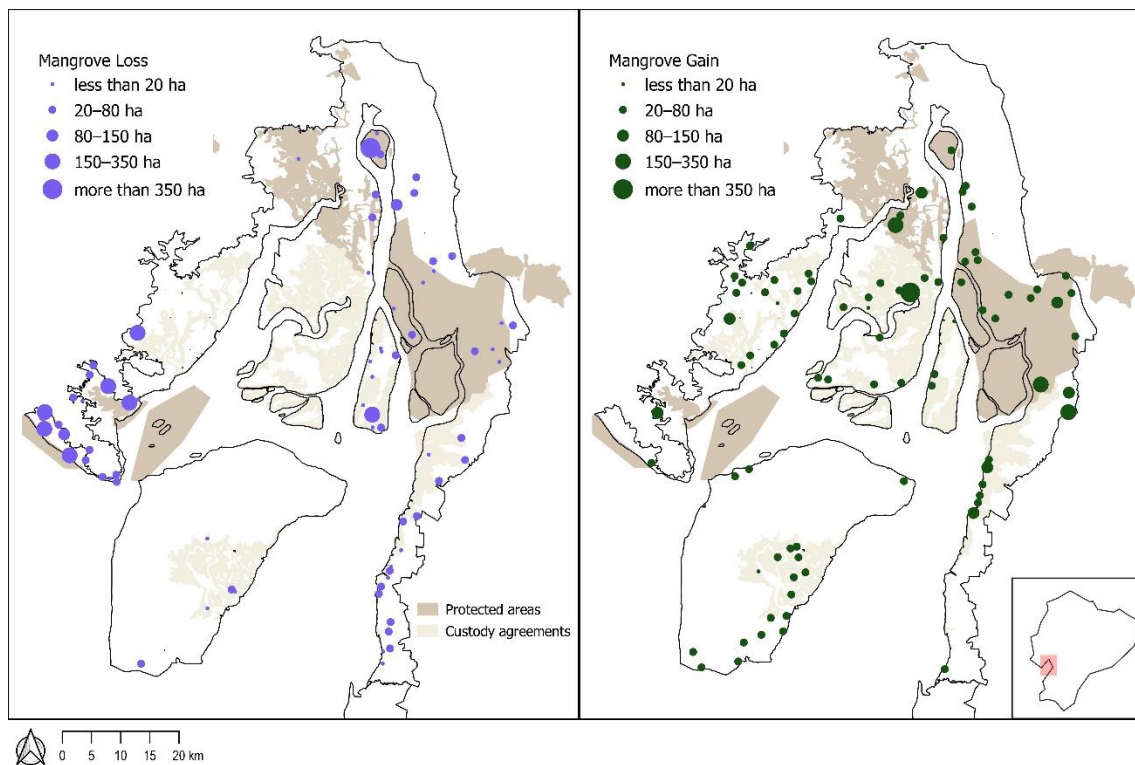 Mangrove Loss
less than 20 ha
20–80 ha
80–150 ha
150–350 ha
more than 350 ha
Protected areas
Custody agreements
Mangrove Gain
less than 20 ha
20–80 ha
80–150 ha
150–350 ha
more than 350 ha
0 5 10 15 20 km